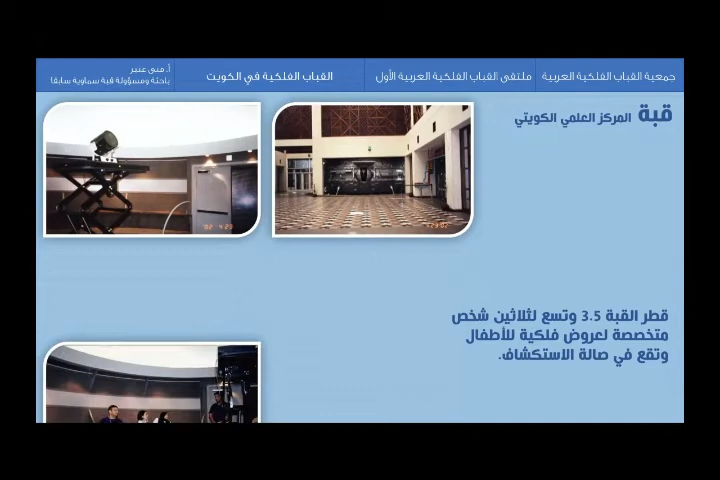 جمعية القباب الفلكية العربية
ملتقى القباب الفلكية العربية الأول
القباب الفلكية في الكويت
أ. منى عنبر
باحثة ومسؤولة قبة سماوية سابقا
قبة المركز العلمي الكويتي
قطر القبة 3.5 وتسع لثلاثين شخص
متخصصة لعروض فلكية للأطفال
وتقع في صالة الاستكشاف.